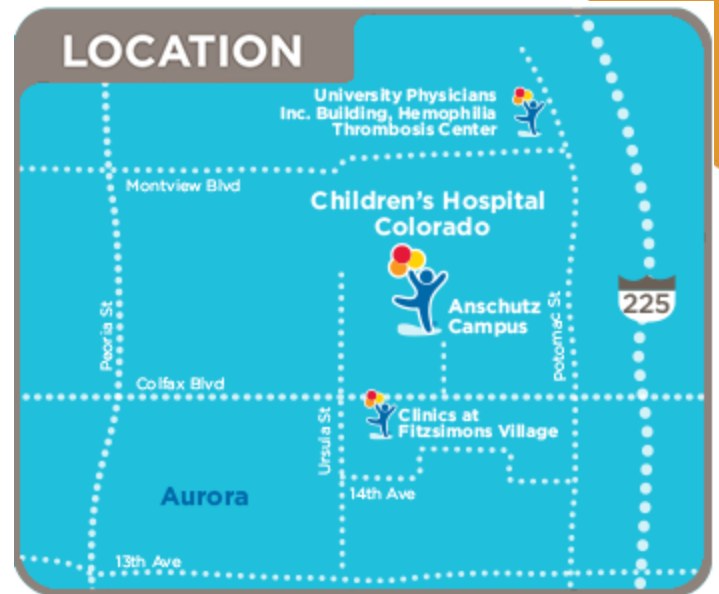 LOCATION
University Physicians
Inc. Building, Hemophilia
Thrombosis Center
Montview Blvd
Children's Hospital
Colorado
Anschutz
Campus
225
Peoria St
Potomac St
Colfax Blvd
Clinics at
Fitzsimons Village
Ursula St
14th Ave
Aurora
13th Ave